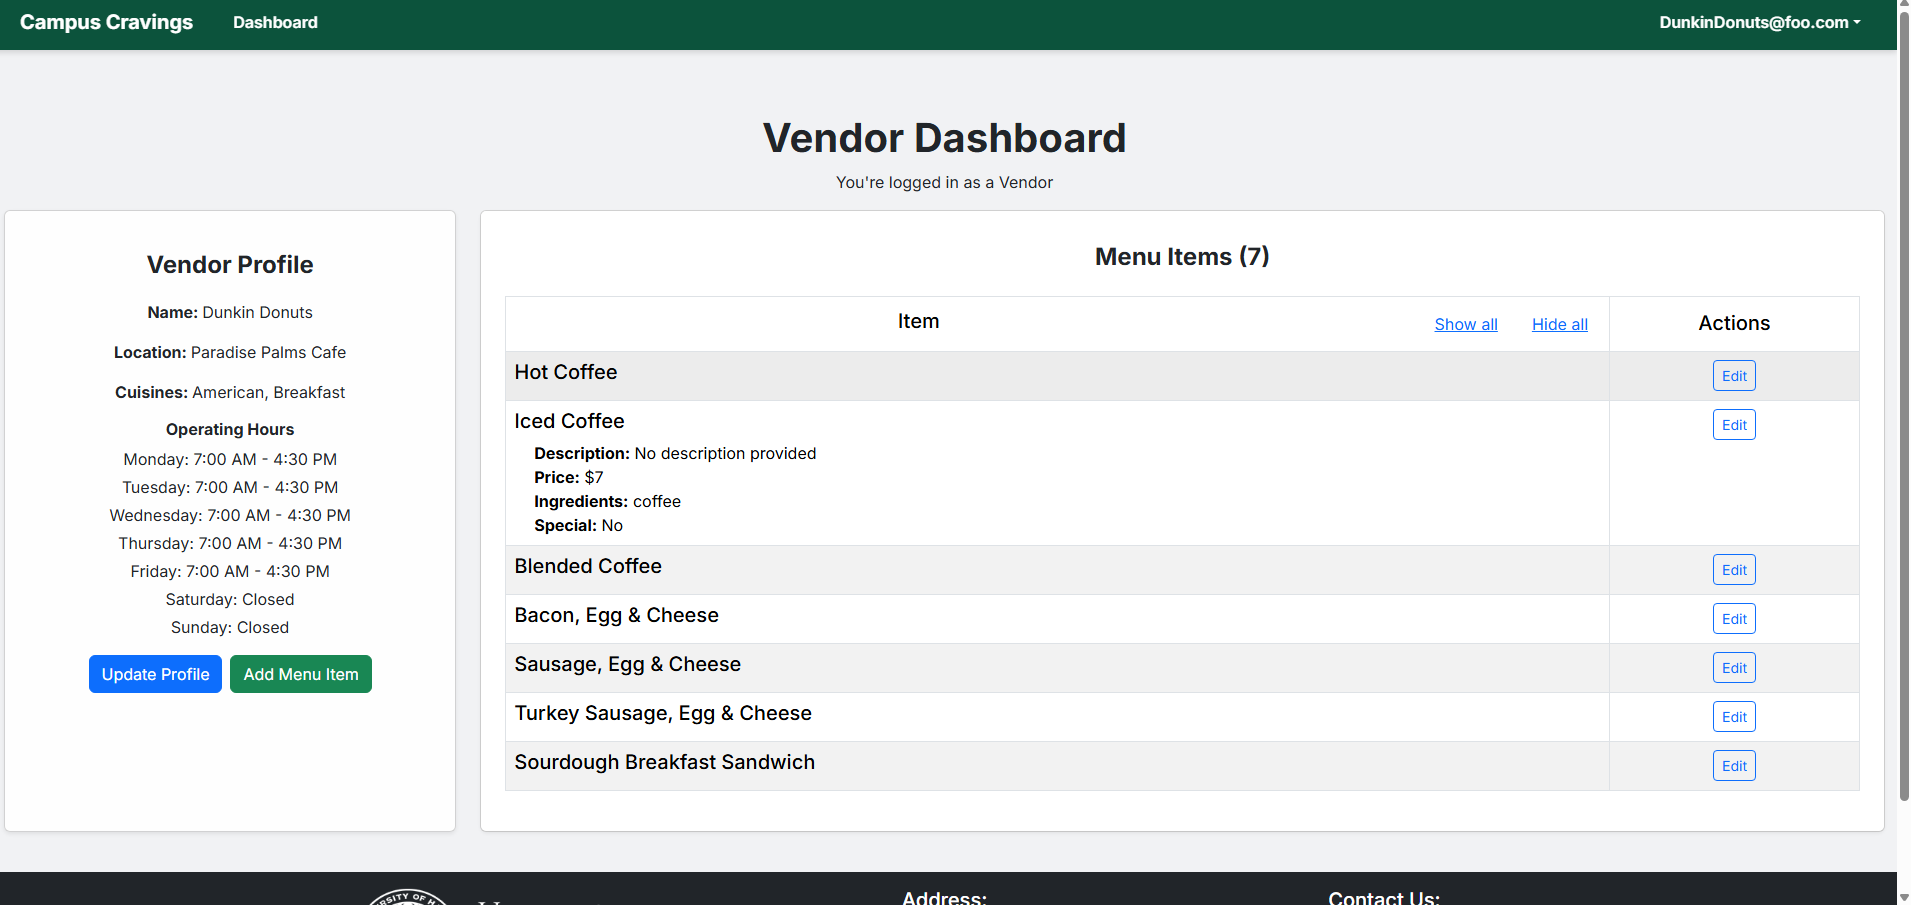 Campus Cravings
Dashboard
DunkinDonuts@foo.com
Vendor Dashboard
You're logged in as a Vendor
Vendor Profile
Name: Dunkin Donuts
Location: Paradise Palms Cafe
Cuisines: American, Breakfast
Operating Hours
Monday: 7:00 AM - 4:30 PM
Tuesday: 7:00 AM - 4:30 PM
Wednesday: 7:00 AM - 4:30 PM
Thursday: 7:00 AM - 4:30 PM
Friday: 7:00 AM - 4:30 PM
Saturday: Closed
Sunday: Closed
Update Profile
Add Menu Item
Menu Items (7)
Item
Show all
Hide all
Actions
Hot Coffee
Edit
Iced Coffee
Edit
Description: No description provided
Price: $7
Ingredients: coffee
Special: No
Blended Coffee
Edit
Bacon, Egg & Cheese
Edit
Sausage, Egg & Cheese
Edit
Turkey Sausage, Egg & Cheese
Edit
Sourdough Breakfast Sandwich
Edit
Address:
Contact Us: